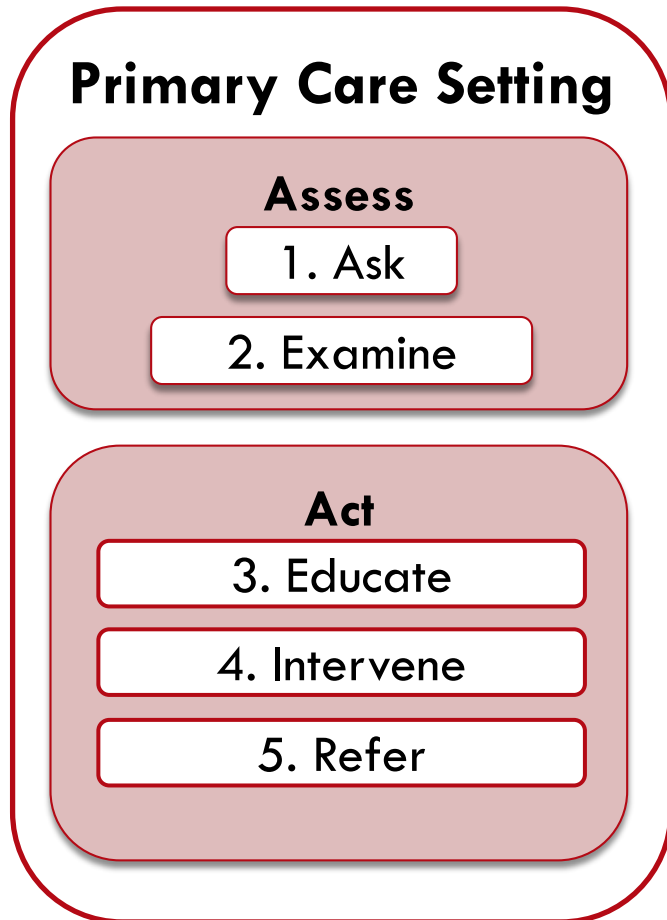 Primary Care Setting
Assess
1. Ask
2. Examine
Act
3. Educate
4. Intervene
5. Refer